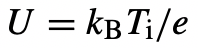 U = k_B T_i / e